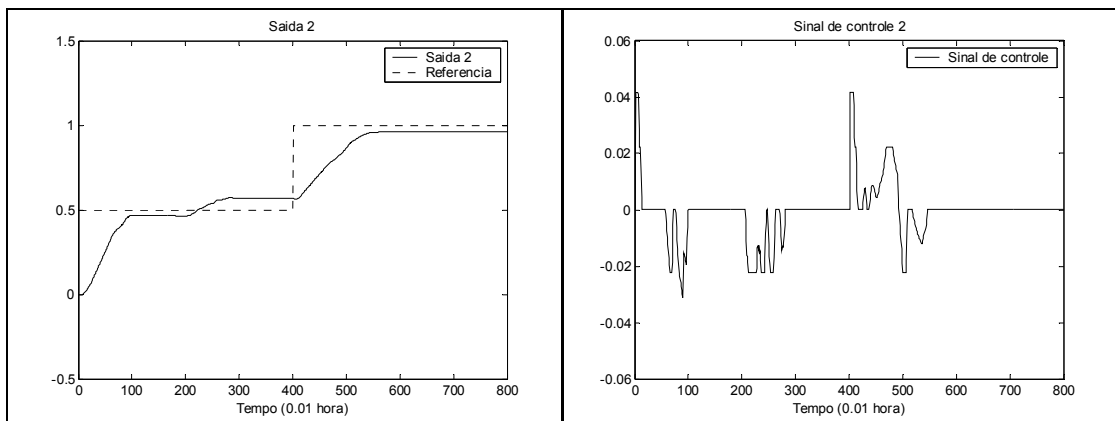 Saida 2
1.5
1
0.5
0
-0.5
Saida 2
Referencia
0 100 200 300 400 500 600 700 800
Tempo (0.01 hora)
Sinal de controle 2
0.06
0.04
0.02
0
-0.02
-0.04
-0.06
Sinal de controle
0 100 200 300 400 500 600 700 800
Tempo (0.01 hora)